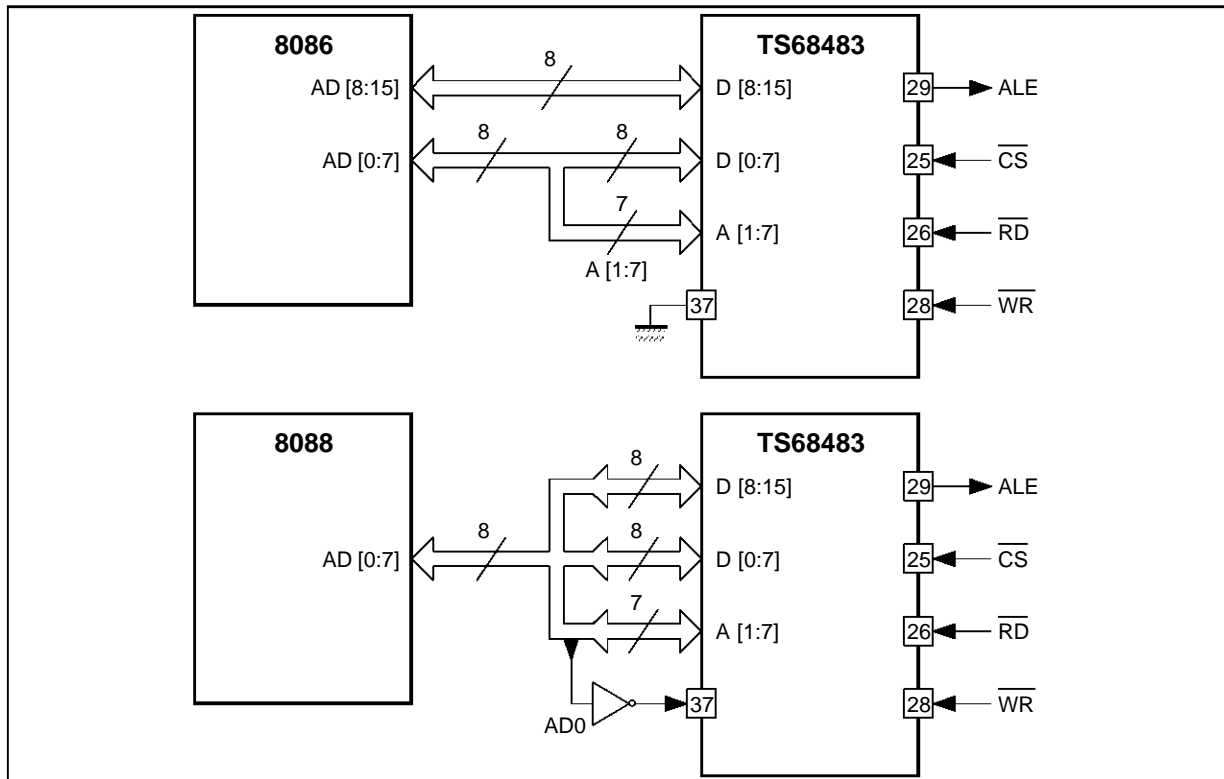 8086
TS68483
8
AD [8:15]
D [8:15]
29
ALE
8
8
AD [0:7]
D [0:7]
25
CS
7
A [1:7]
26
RD
A [1:7]
37
28
WR
8088
TS68483
8
D [8:15]
29
ALE
8
8
AD [0:7]
D [0:7]
25
CS
7
A [1:7]
26
RD
37
28
WR
AD0